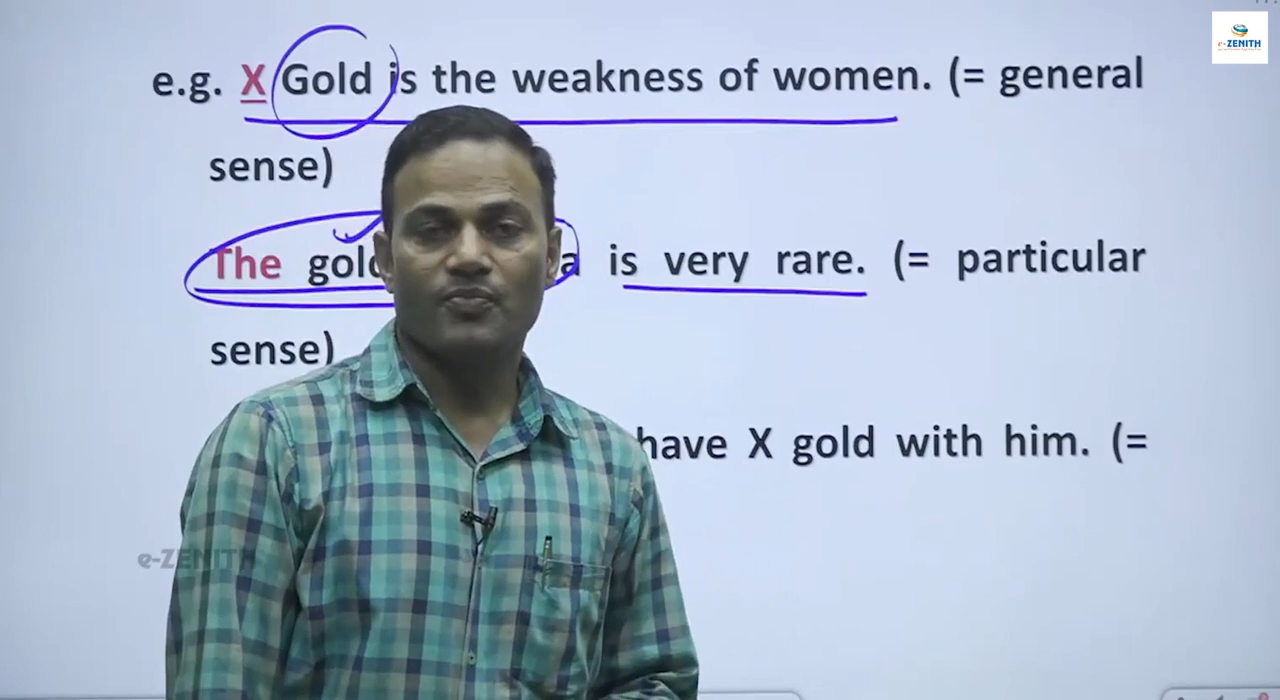 e-ZENITH
e.g. X Gold is the weakness of women. (= general
sense)
The is very rare. (= particular
sense)
have X gold with him. (=
e-ZENITH